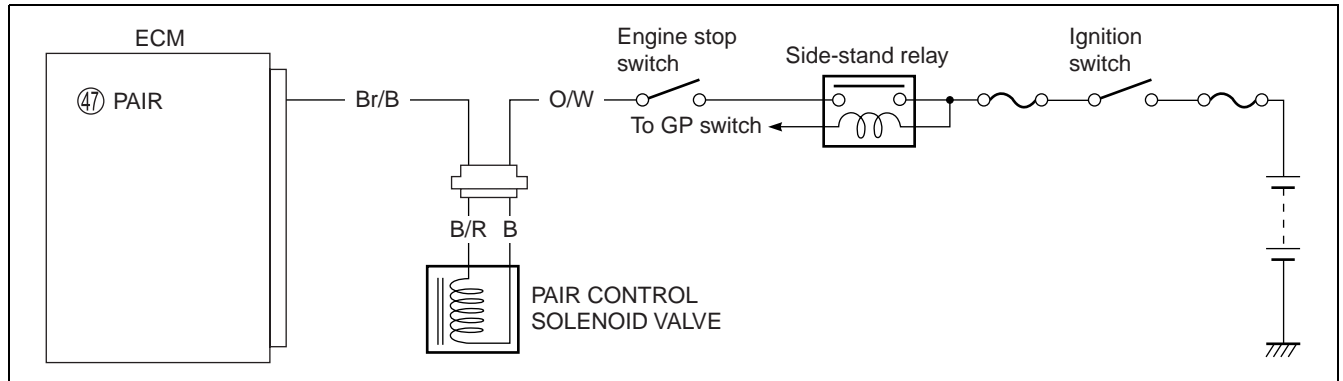 ECM
Engine stop
switch
Side-stand relay
Ignition
switch
㊼ PAIR
Br/B
O/W
To GP switch
B/R B
PAIR CONTROL
SOLENOID VALVE